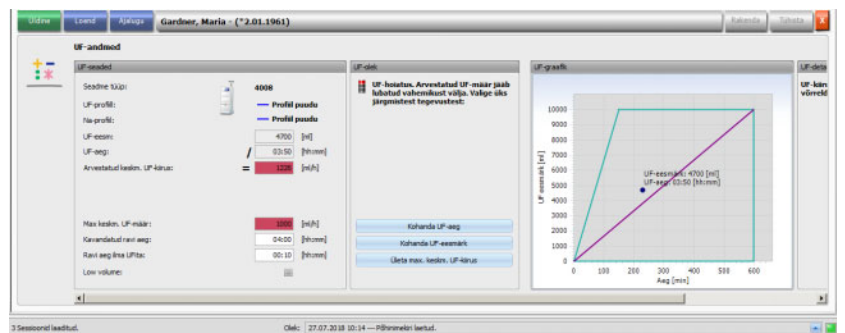 Üldine Loend Ajalugu Gardner, Maria - (*2.01.1961) Rakenda Tühista X
UF-andmed
UF-seaded
Seadme tüüp: 4008
UF-profiil: Profiil puudu
Na-profiil: Profiil puudu
UF-eesm: 4700 [ml]
UF-aeg: / 03:50 [hh:mm]
Arvestatud keskm. UF-kiirus: = 1226 [ml/h]
Max keskm. UF-määr: 1000 [ml/h]
Kavandatud ravi aeg: 04:00 [hh:mm]
Ravi aeg ilma UFita: 00:10 [hh:mm]
Low volume:
UF-olek
UF-hoiatus. Arvestatud UF-määr jääb
lubatud vahemikust välja. Valige üks
järgmistest tegevustest:
Kohanda UF-aeg
Kohanda UF-eesmärk
Ületa max. keskm. UF-kiirus
UF-graafik
10000
9000
8000
7000
6000
5000
4000
3000
2000
1000
0
UF eesmärk [ml]
UF-eesmärk: 4700 [ml]
UF-aeg: 03:50 [hh:mm]
0 100 200 300 400 500 600
Aeg [min]
UF-deta
UF-kiirı
võrreld
3 Sessioonid laaditud. Olek: 27.07.2018 10:14 — Põhinimekiri laetud.